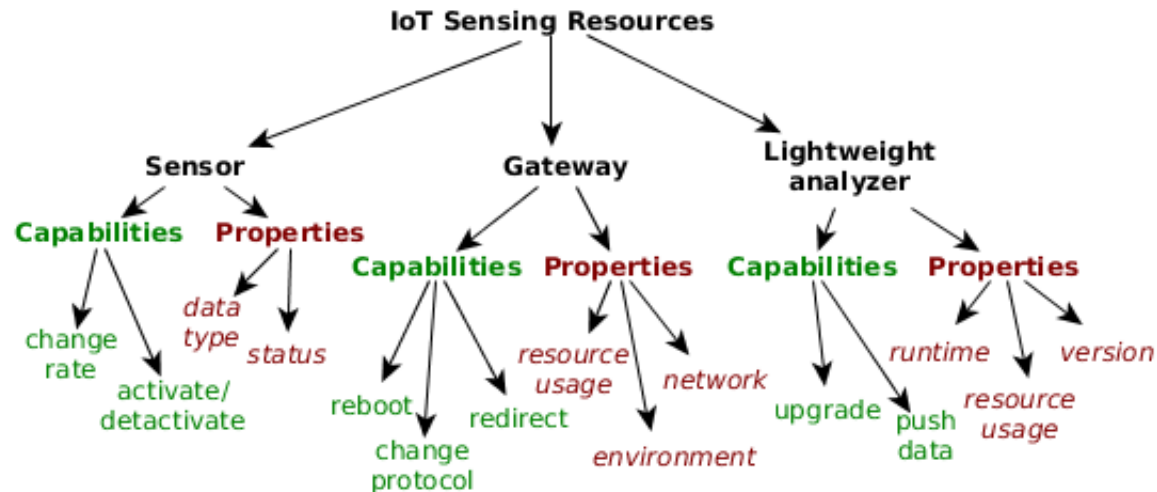 IoT Sensing Resources
Sensor
Gateway
Lightweight
analyzer
Capabilities
Properties
Capabilities
Properties
Capabilities
Properties
change
rate
activate/
detactivate
data
type
status
reboot
change
protocol
redirect
resource
usage
environment
network
upgrade
push
data
runtime
resource
usage
version